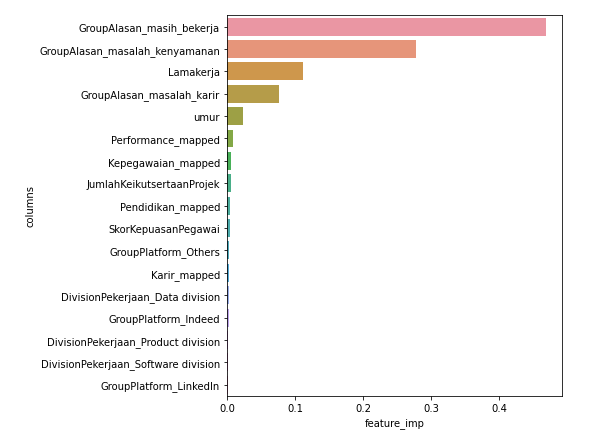 GroupAlasan_masih_bekerja
GroupAlasan_masalah_kenyamanan
Lamakerja
GroupAlasan_masalah_karir
umur
Performance_mapped
Kepegawaian_mapped
JumlahKeikutsertaanProjek
Pendidikan_mapped
SkorKepuasanPegawai
GroupPlatform_Others
Karir_mapped
DivisionPekerjaan_Data division
GroupPlatform_Indeed
DivisionPekerjaan_Product division
DivisionPekerjaan_Software division
GroupPlatform_LinkedIn
columns
0.0 0.1 0.2 0.3 0.4
feature_imp